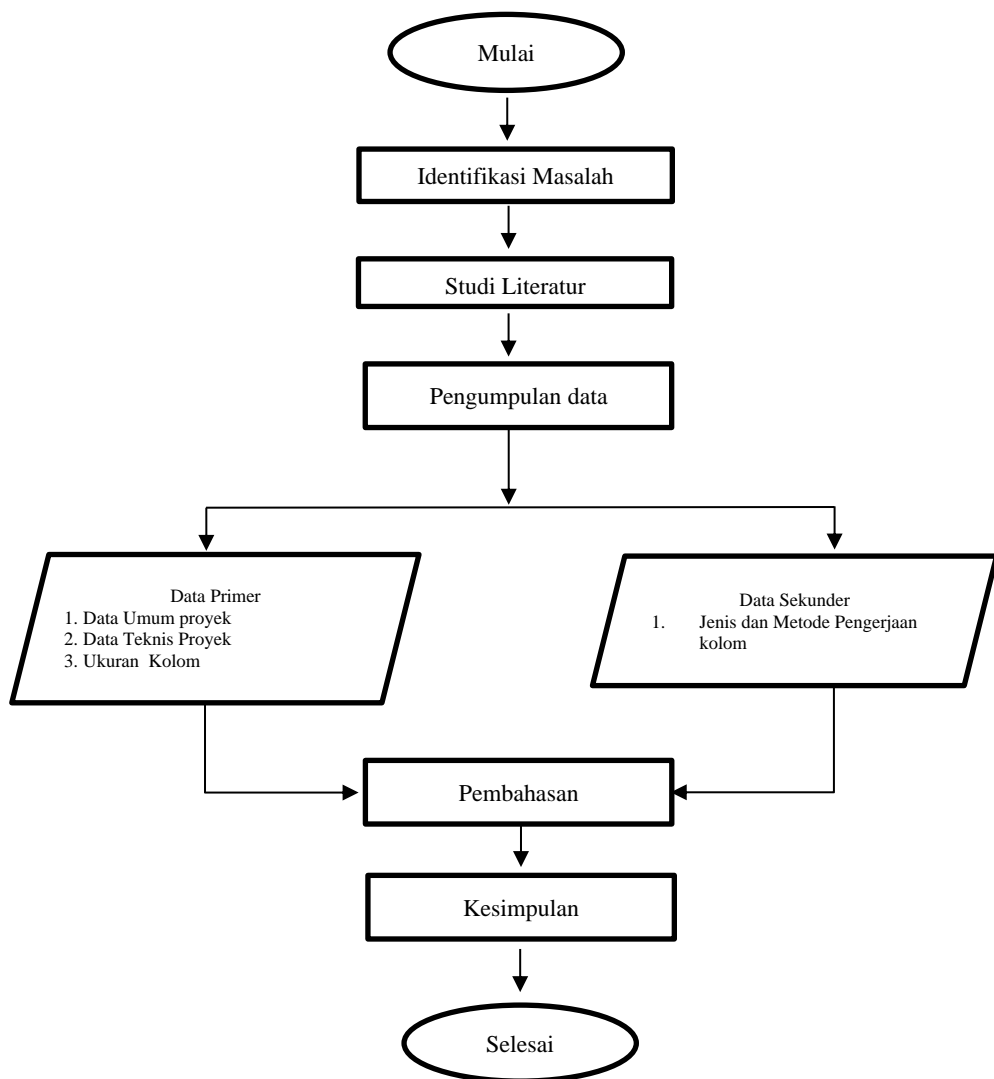 Mulai
Identifikasi Masalah
Studi Literatur
Pengumpulan data
Data Primer
1. Data Umum proyek
2. Data Teknis Proyek
3. Ukuran Kolom
Data Sekunder
1. Jenis dan Metode Pengerjaan
kolom
Pembahasan
Kesimpulan
Selesai